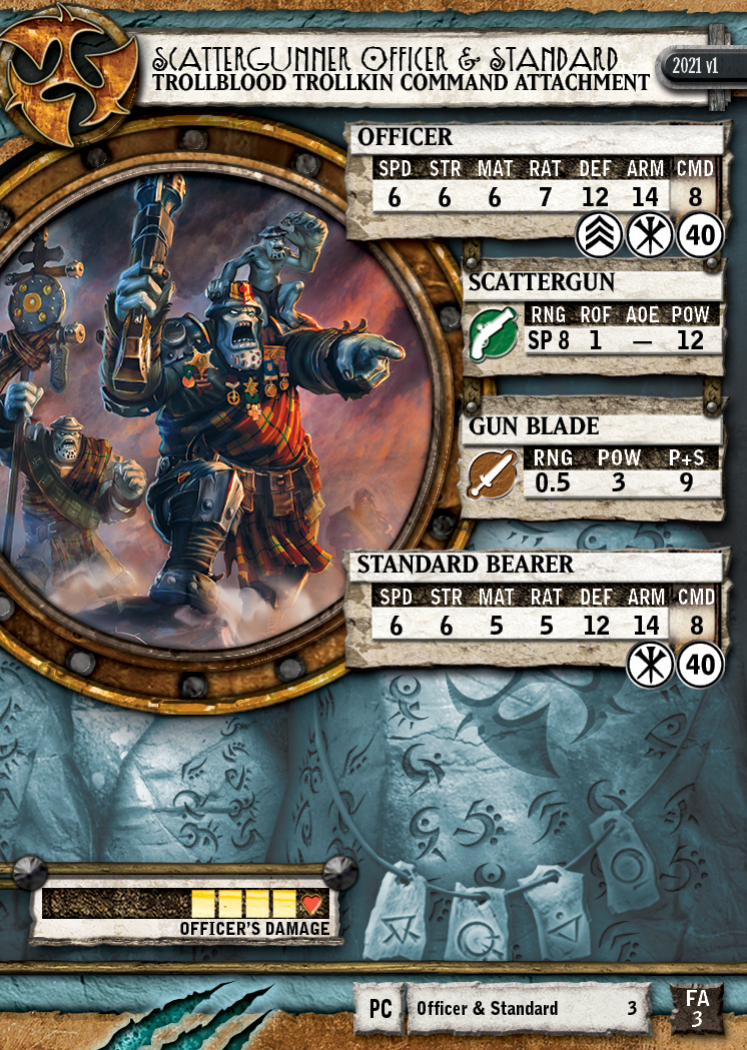 SCATTERGUNNER OFFICER & STANDARD
TROLLBLOOD TROLLKIN COMMAND ATTACHMENT
2021 v1
OFFICER
SPD STR MAT RAT DEF ARM CMD
6 6 6 7 12 14 8
40
SCATTERGUN
RNG ROF AOE POW
SP 8 1 — 12
GUN BLADE
RNG POW P+S
0.5 3 9
STANDARD BEARER
SPD STR MAT RAT DEF ARM CMD
6 6 5 5 12 14 8
40
OFFICER'S DAMAGE
PC Officer & Standard 3
FA
3